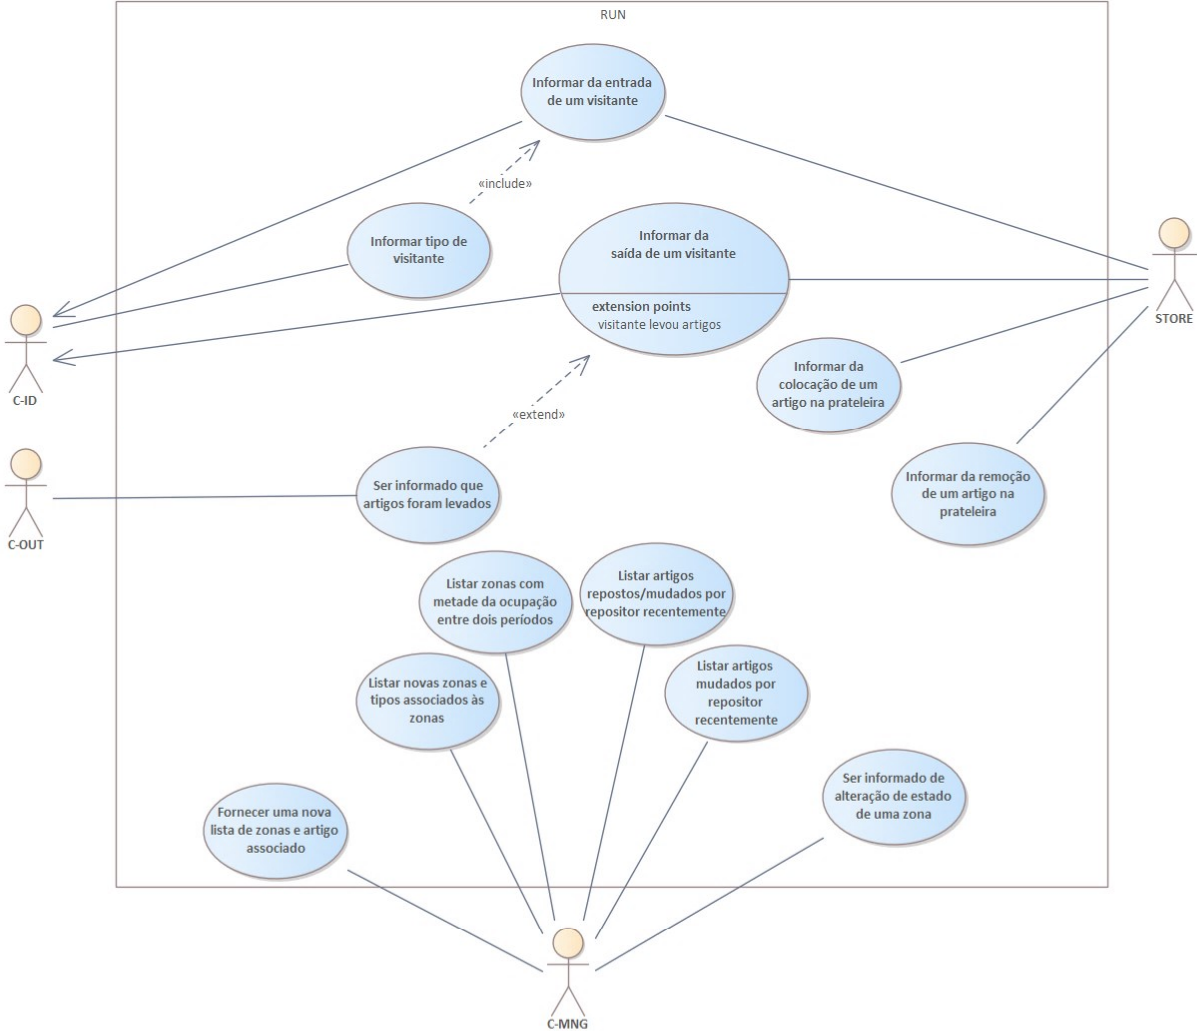 RUN
Informar da entrada
de um visitante
«include»
Informar tipo de
visitante
Informar da
saída de um visitante
extension points
visitante levou artigos
STORE
C-ID
Informar da
colocação de um
artigo na prateleira
«extend»
Ser informado que
artigos foram levados
C-OUT
Informar da remoção
de um artigo na
prateleira
Listar zonas com
metade da ocupação
entre dois períodos
Listar artigos
repostos/mudados por
repositor recentemente
Listar novas zonas e
tipos associados às
zonas
Listar artigos
mudados por
repositor
recentemente
Ser informado de
alteração de estado
de uma zona
Fornecer uma nova
lista de zonas e artigo
associado
C-MNG